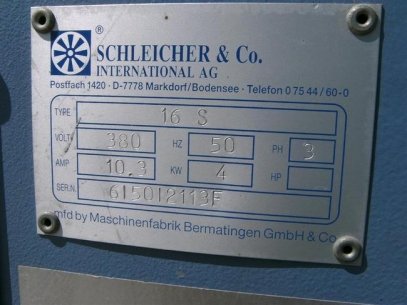 ®
SCHLEICHER & Co.
INTERNATIONAL AG
Postfach 1420 · D-7778 Markdorf/Bodensee · Telefon 0 75 44 / 60-0
TYPE 16 S
VOLT 380 HZ 50 PH 3
AMP 10.3 KW 4 HP
SER.N. 615012113F
mfd by Maschinenfabrik Bermatingen GmbH & Co